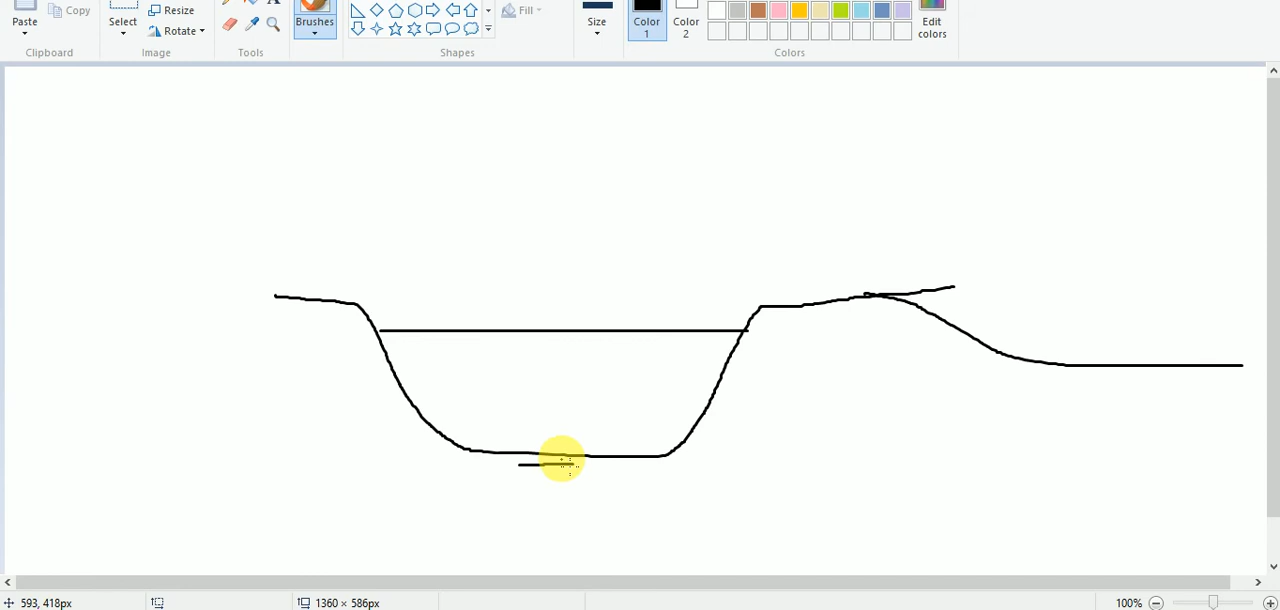 Copy
Resize
Fill
Paste
Select
Brushes
Size
Color
1
Color
2
Edit
colors
Rotate
Clipboard
Image
Tools
Shapes
Colors
593, 418px
1360 × 586px
100%